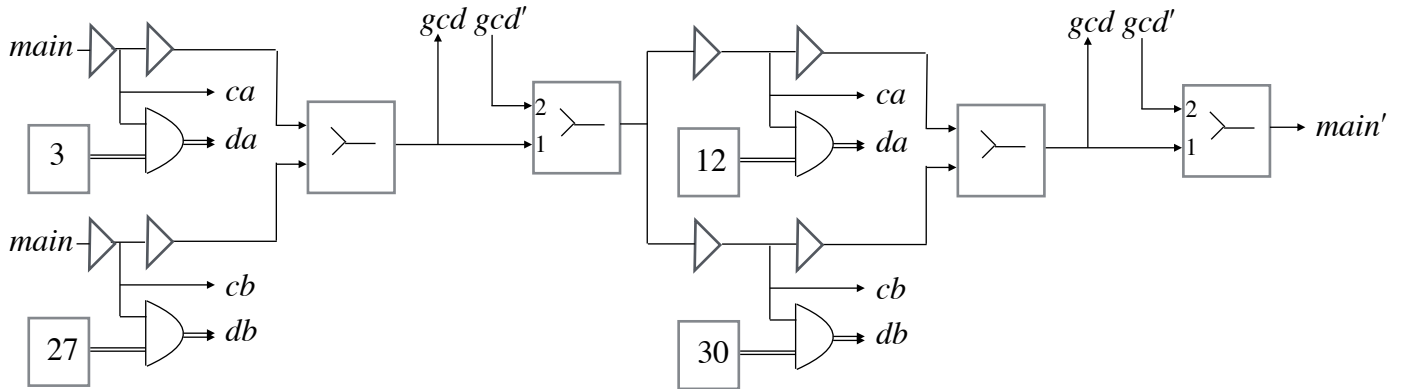 gcd gcd′
gcd gcd′
main
2
1
ca
da
3
ca
da
12
2
1
main′
main
cb
db
27
cb
db
30